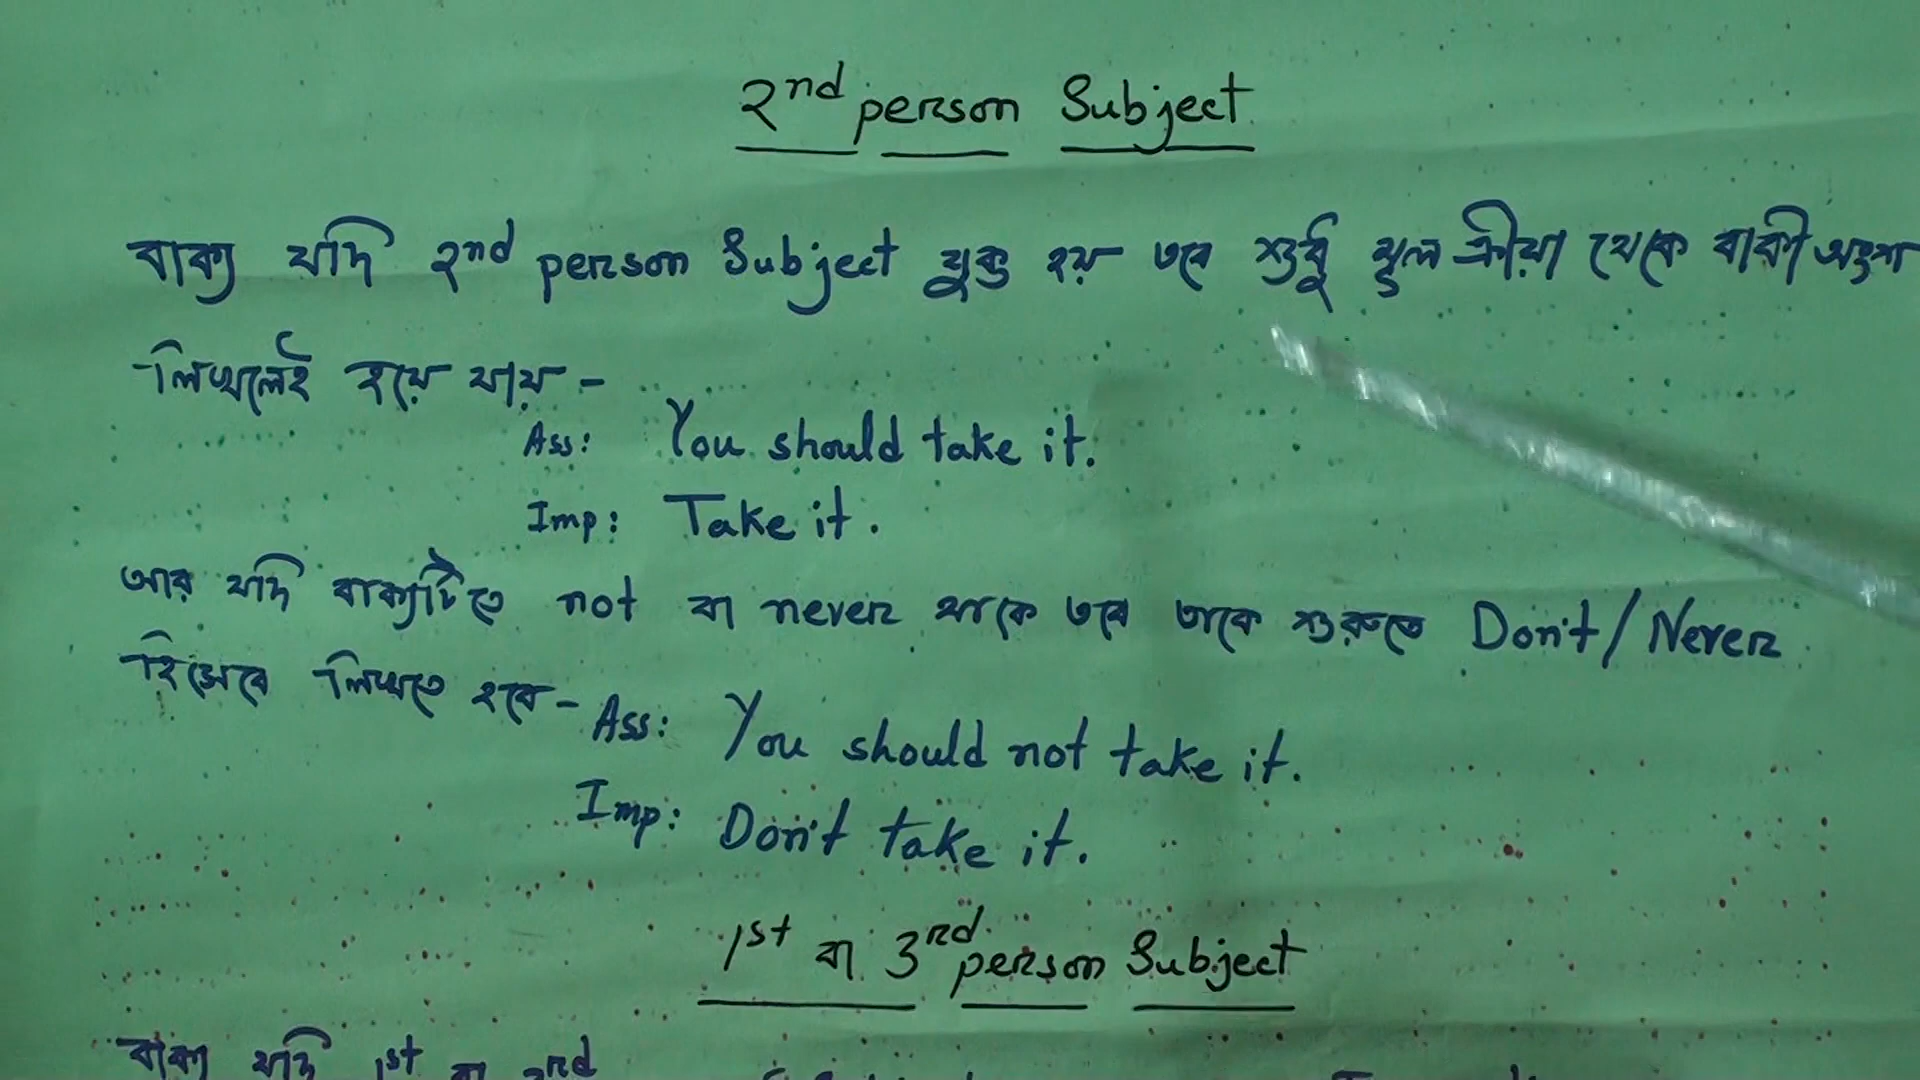 2nd person Subject
বাক্য যদি 2nd person Subject যুক্ত হয় তবে শুধু মূল ক্রীয়া থেকে বাকী অংশ
লিখলেই হয়ে যায় -
Ass: You should take it.
Imp: Take it.
আর যদি বাক্যটিতে not বা never থাকে তবে তাকে শুরুতে Don't/Never
হিসেবে লিখতে হবে -
Ass: You should not take it.
Imp: Don't take it.
1st বা 3rd person Subject
বাক্য যদি 1st বা 3rd